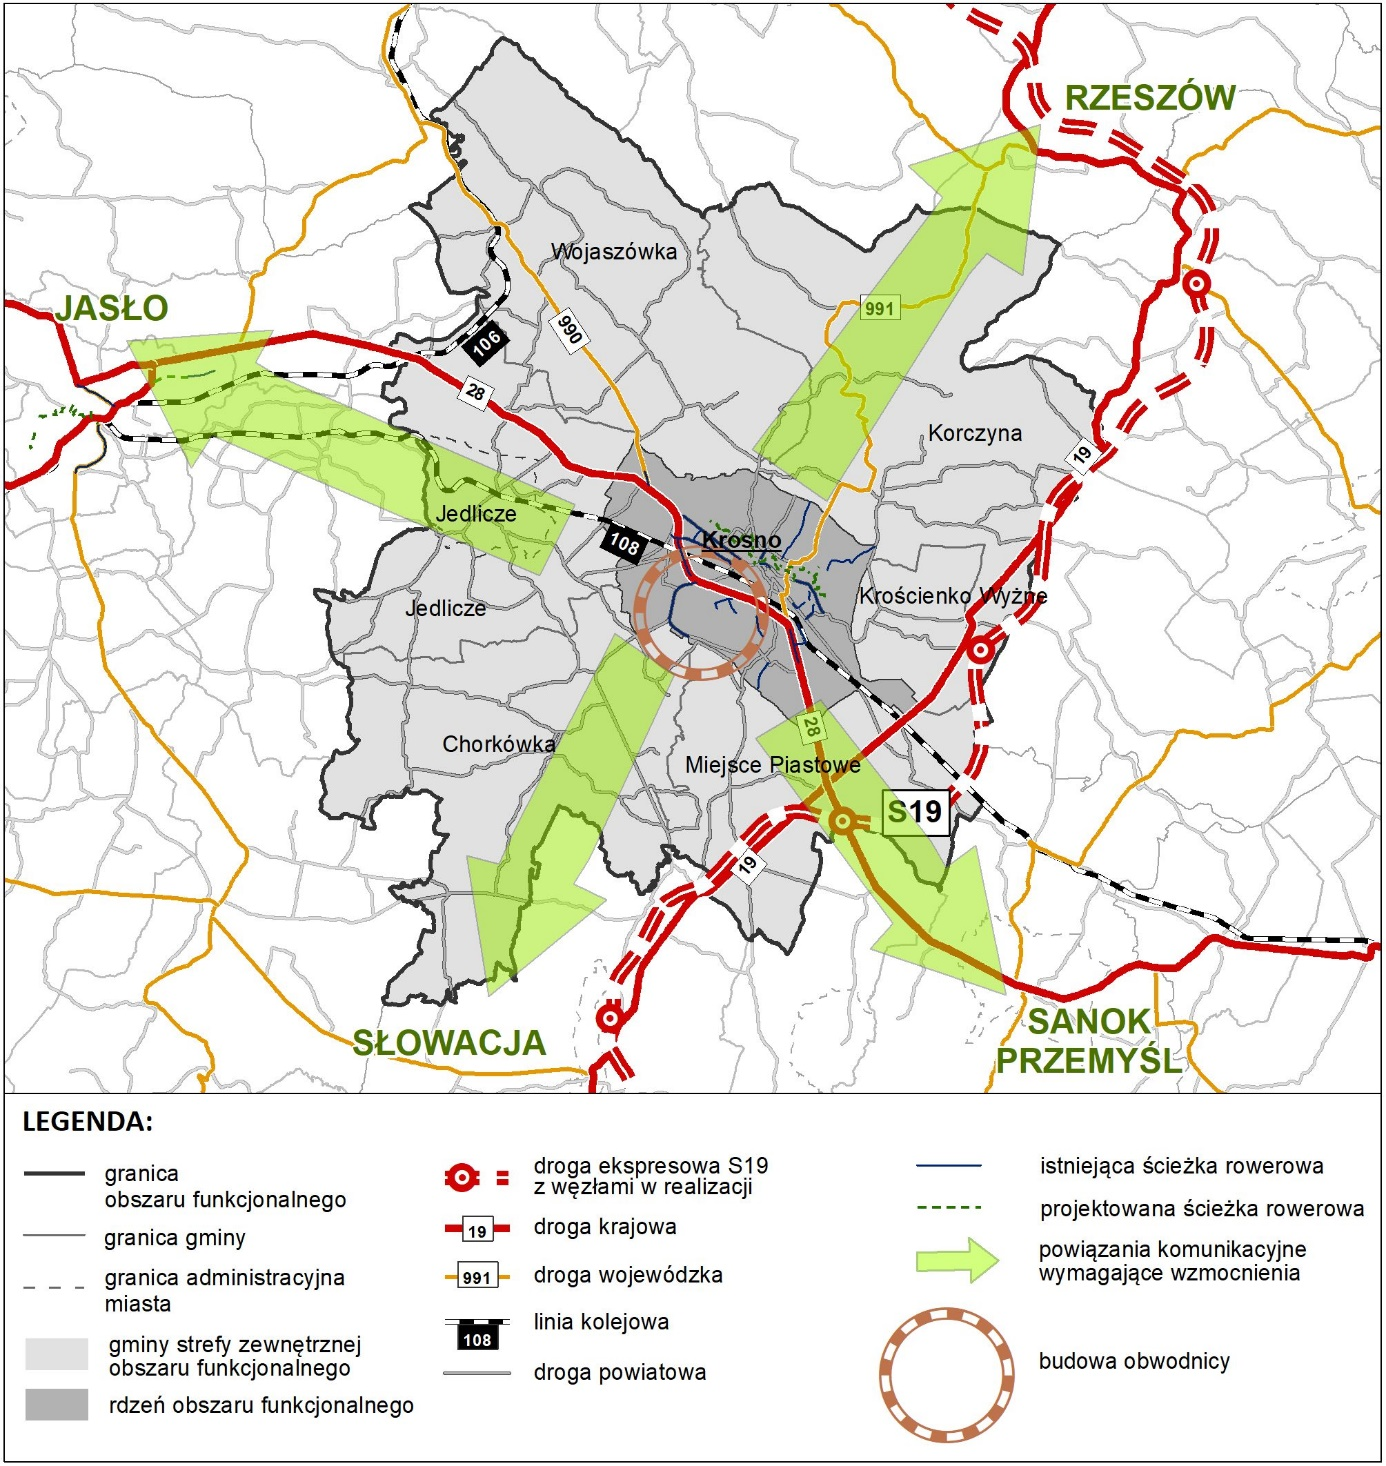 RZESZÓW
Wojaszówka
JASŁO
991
990
106
28
Korczyna
19
Jedlicze
Krosno
108
Krościenko Wyżne
Jedlicze
28
Chorkówka
Miejsce Piastowe
S19
19
SŁOWACJA
SANOK
PRZEMYŚL
LEGENDA:
granica
obszaru funkcjonalnego
granica gminy
granica administracyjna
miasta
gminy strefy zewnętrznej
obszaru funkcjonalnego
rdzeń obszaru funkcjonalnego
droga ekspresowa S19
z węzłami w realizacji
19
droga krajowa
991
droga wojewódzka
linia kolejowa
108
droga powiatowa
istniejąca ścieżka rowerowa
projektowana ścieżka rowerowa
powiązania komunikacyjne
wymagające wzmocnienia
budowa obwodnicy